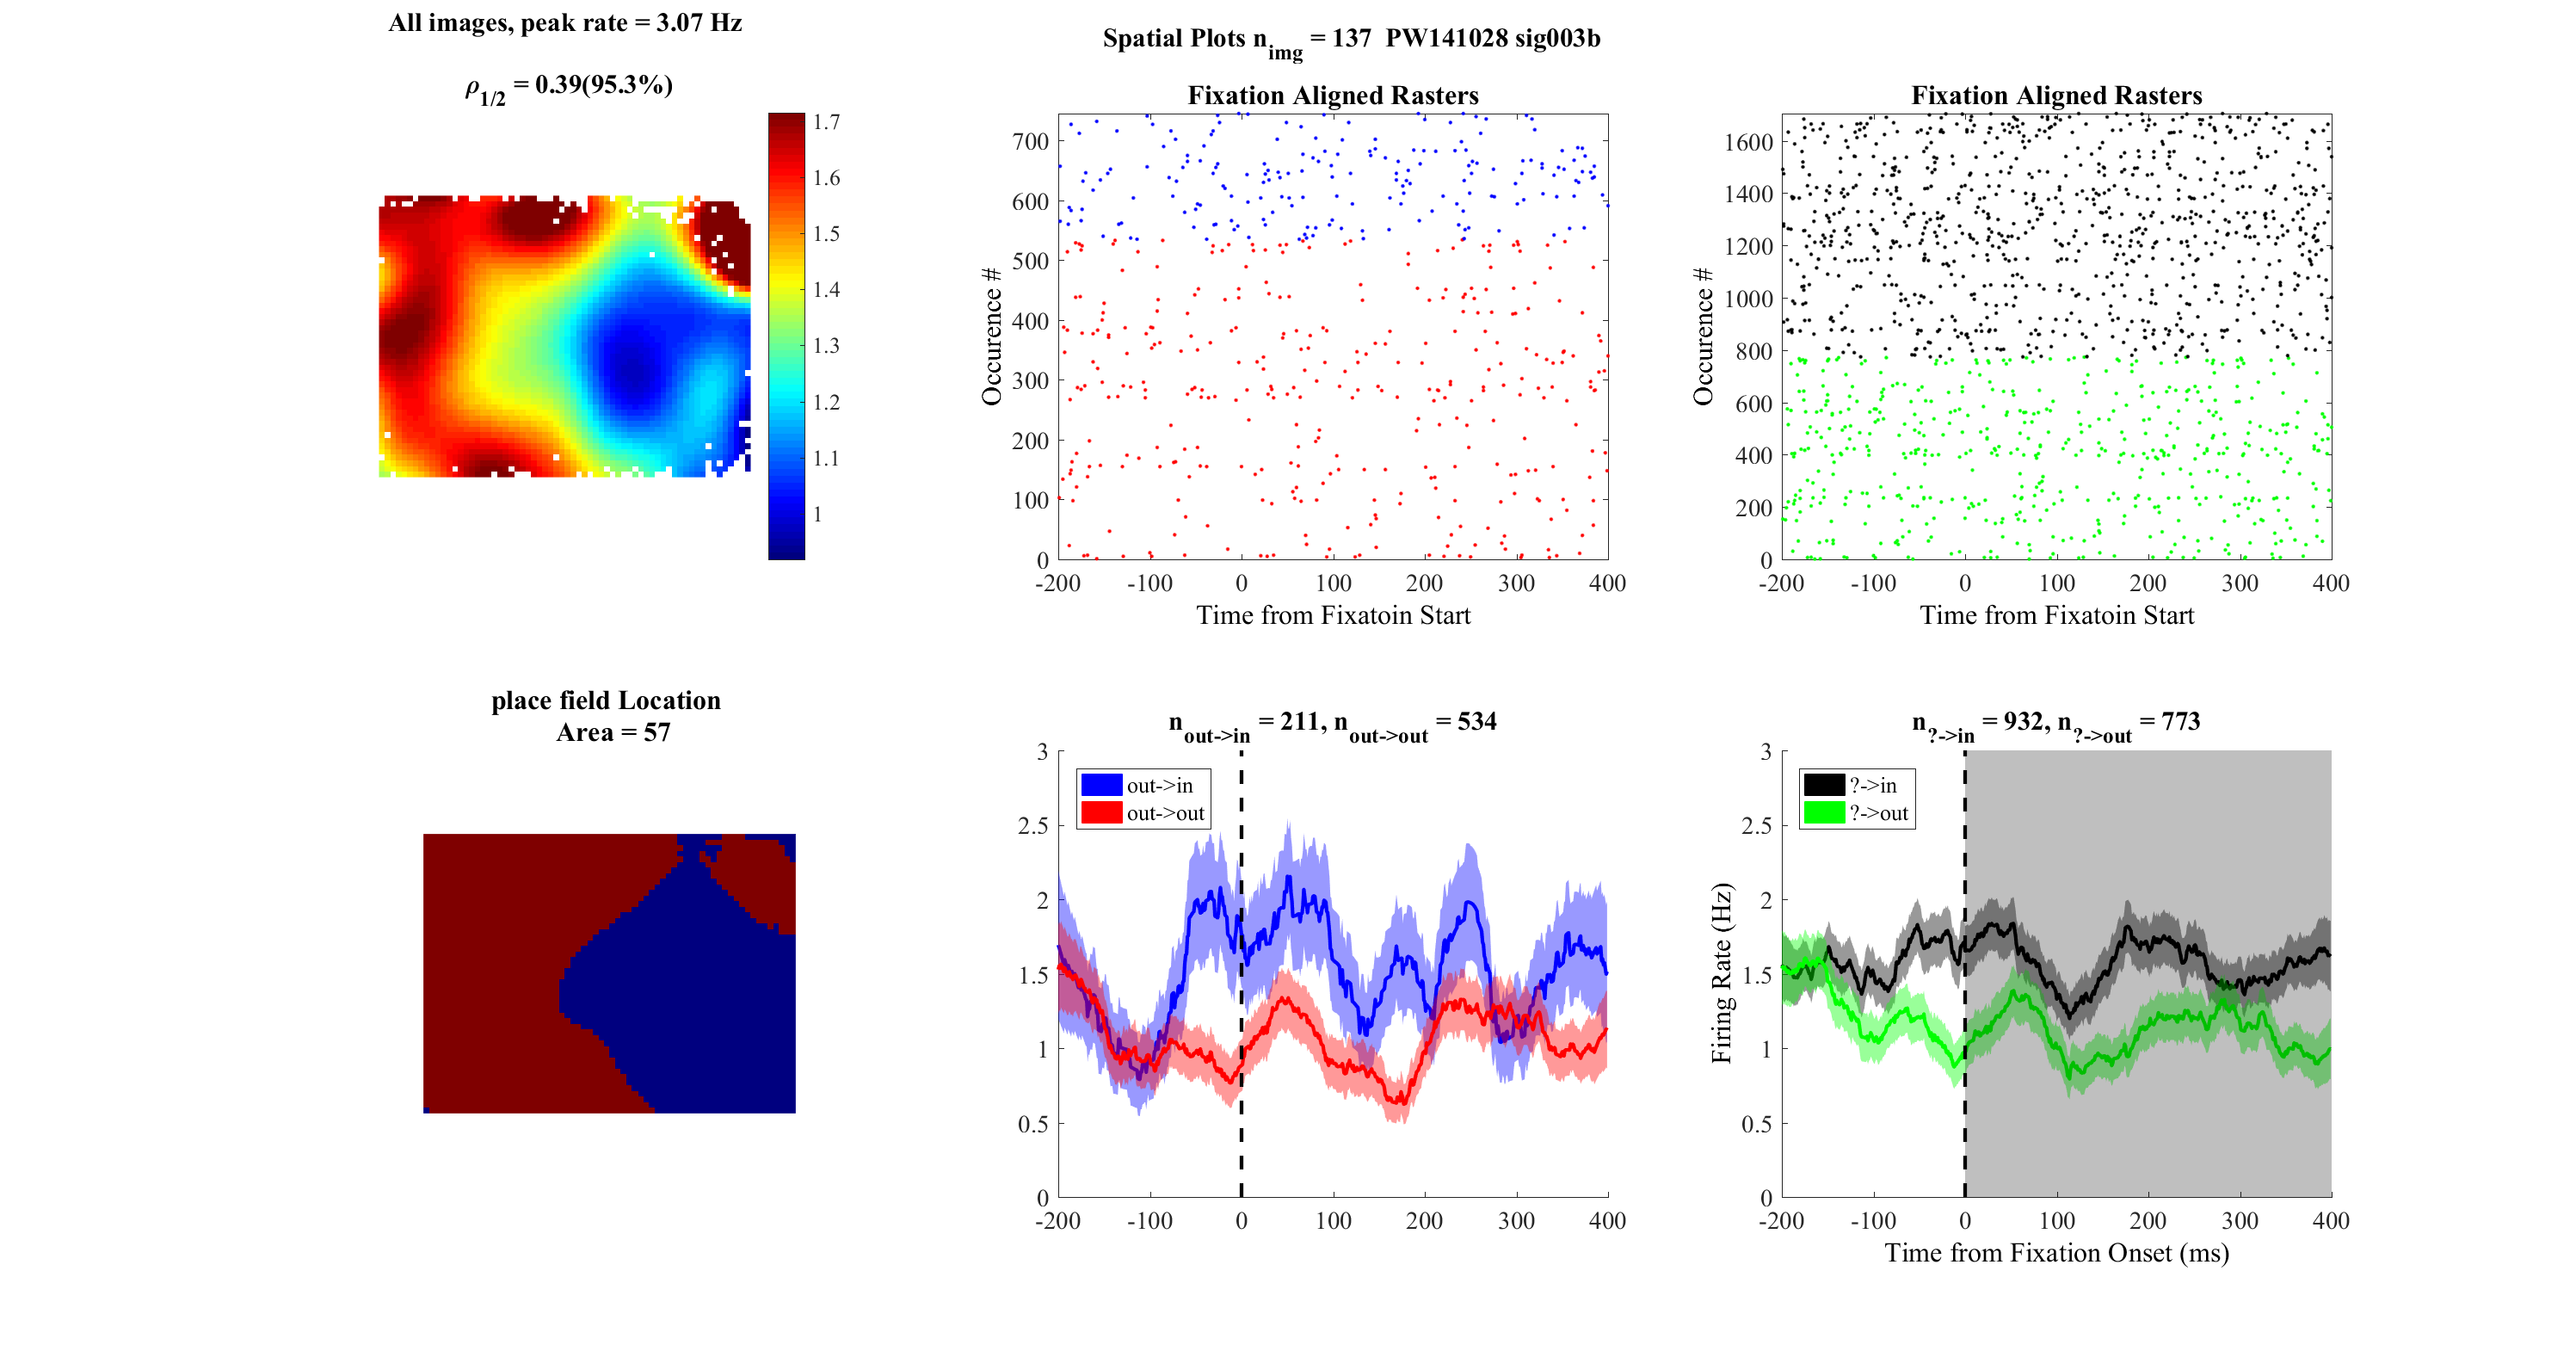 All images, peak rate = 3.07 Hz
ρ1/2 = 0.39(95.3%)
1.7
1.6
1.5
1.4
1.3
1.2
1.1
1
Spatial Plots nimg = 137 PW141028 sig003b
Fixation Aligned Rasters
Occurence #
700
600
500
400
300
200
100
0
-200 -100 0 100 200 300 400
Time from Fixatoin Start
Fixation Aligned Rasters
Occurence #
1600
1400
1200
1000
800
600
400
200
0
-200 -100 0 100 200 300 400
Time from Fixatoin Start
place field Location
Area = 57
nout->in = 211, nout->out = 534
out->in
out->out
3
2.5
2
1.5
1
0.5
0
-200 -100 0 100 200 300 400
n?->in = 932, n?->out = 773
?->in
?->out
Firing Rate (Hz)
3
2.5
2
1.5
1
0.5
0
-200 -100 0 100 200 300 400
Time from Fixation Onset (ms)